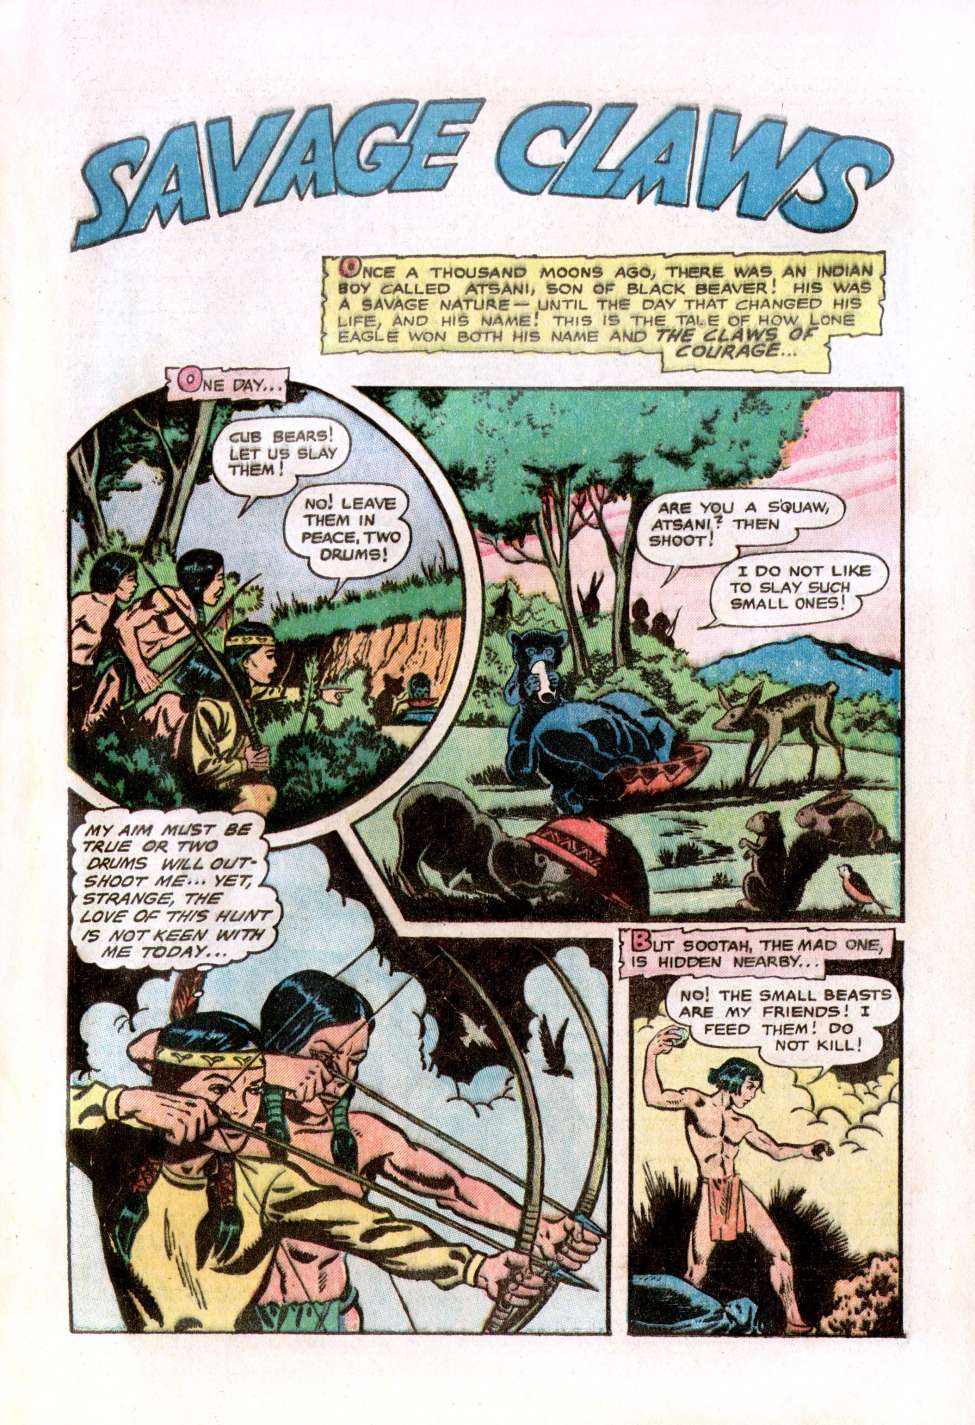 SAVAGE CLAWS
ONCE A THOUSAND MOONS AGO, THERE WAS AN INDIAN
BOY CALLED ATSANI, SON OF BLACK BEAVER! HIS WAS
A SAVAGE NATURE — UNTIL THE DAY THAT CHANGED HIS
LIFE, AND HIS NAME! THIS IS THE TALE OF HOW LONE
EAGLE WON BOTH HIS NAME AND THE CLAWS OF
COURAGE...
ONE DAY...
CUB BEARS!
LET US SLAY
THEM!
NO! LEAVE
THEM IN
PEACE, TWO
DRUMS!
ARE YOU A SQUAW,
ATSANI? THEN
SHOOT!
I DO NOT LIKE
TO SLAY SUCH
SMALL ONES!
MY AIM MUST BE
TRUE OR TWO
DRUMS WILL OUT-
SHOOT ME... YET,
STRANGE, THE
LOVE OF THIS HUNT
IS NOT KEEN WITH
ME TODAY...
BUT SOOTAH, THE MAD ONE,
IS HIDDEN NEARBY...
NO! THE SMALL BEASTS
ARE MY FRIENDS! I
FEED THEM! DO
NOT KILL!